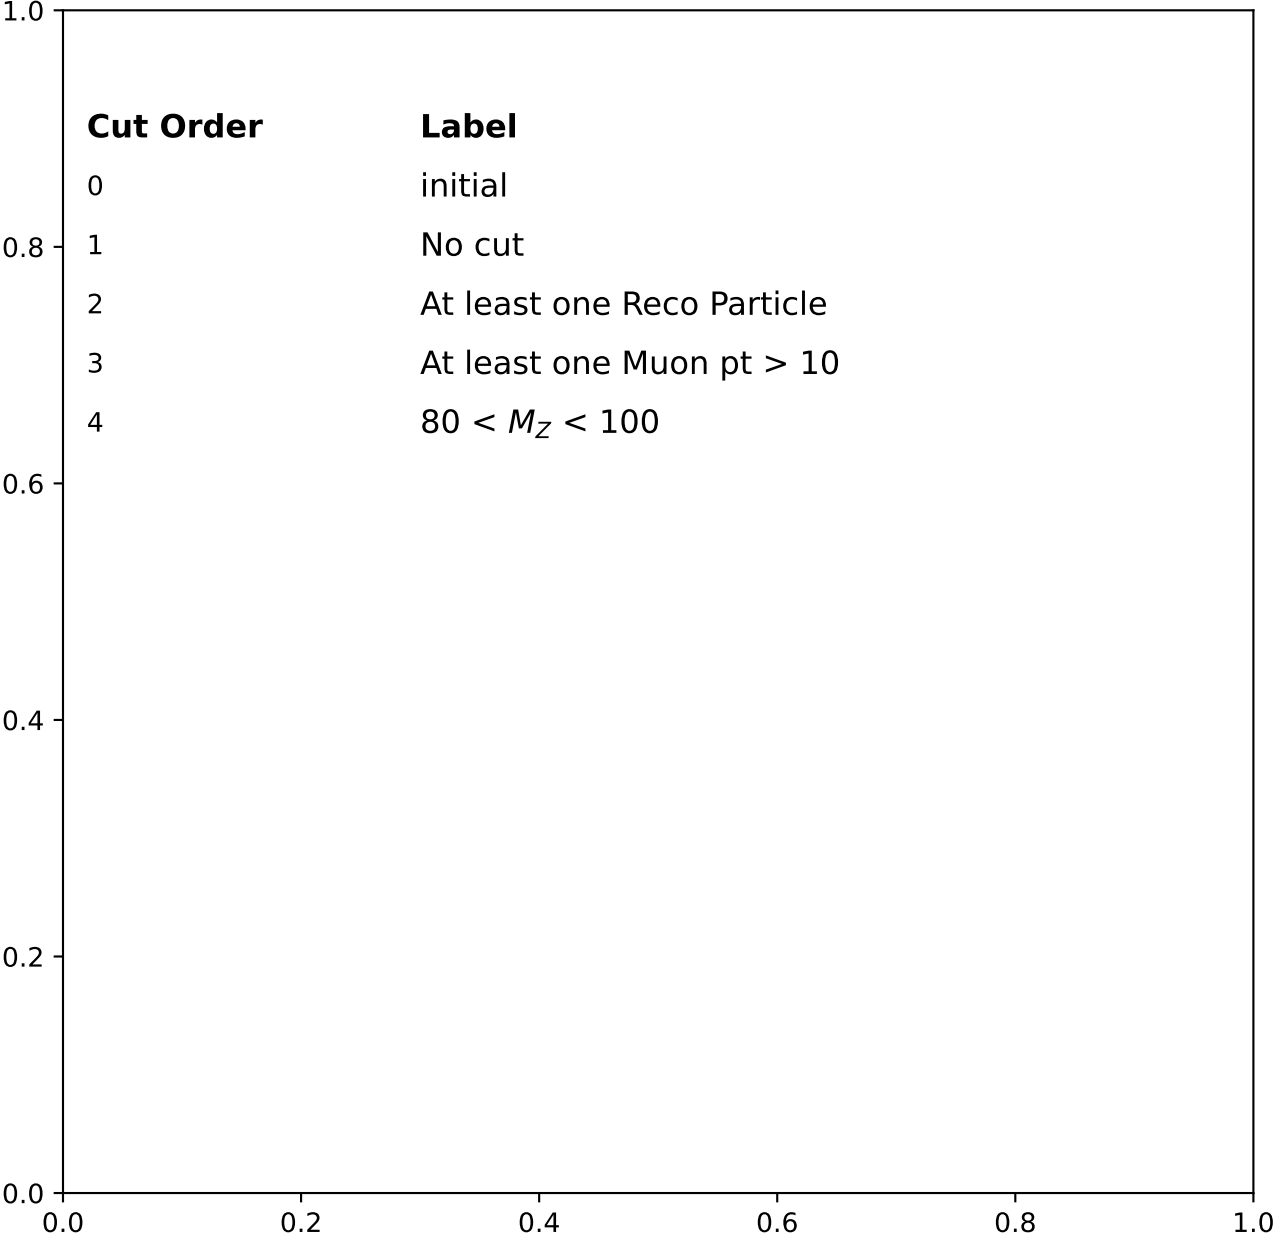 1.0
Cut Order Label
0 initial
1 No cut
0.8
2 At least one Reco Particle
3 At least one Muon pt > 10
4 80 < M_Z < 100
0.6
0.4
0.2
0.0
0.0 0.2 0.4 0.6 0.8 1.0